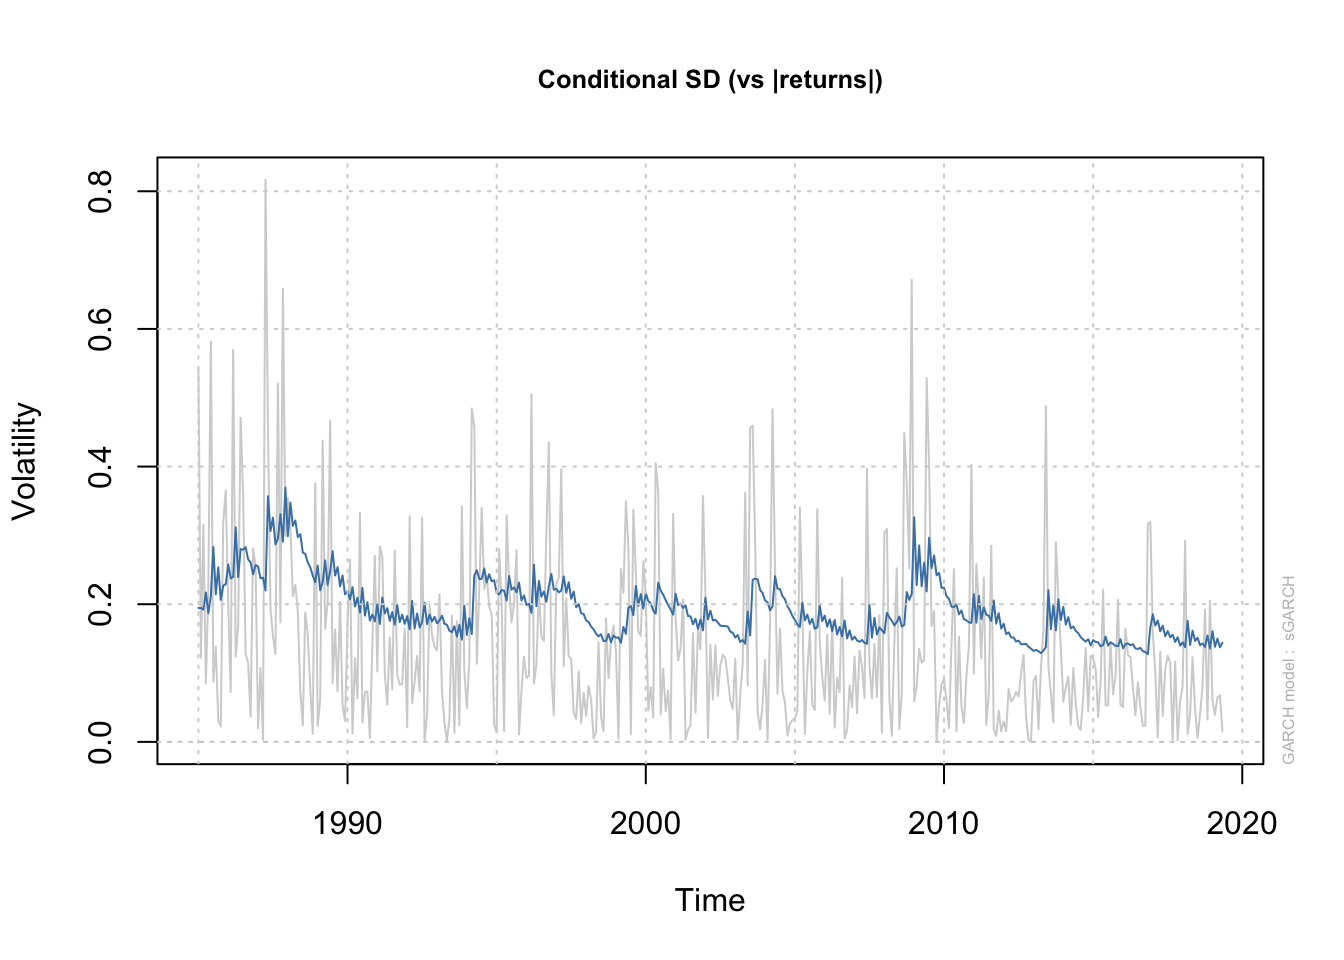 Conditional SD (vs |returns|)
Volatility
0.8
0.6
0.4
0.2
0.0
1990 2000 2010 2020
Time
GARCH model : sGARCH